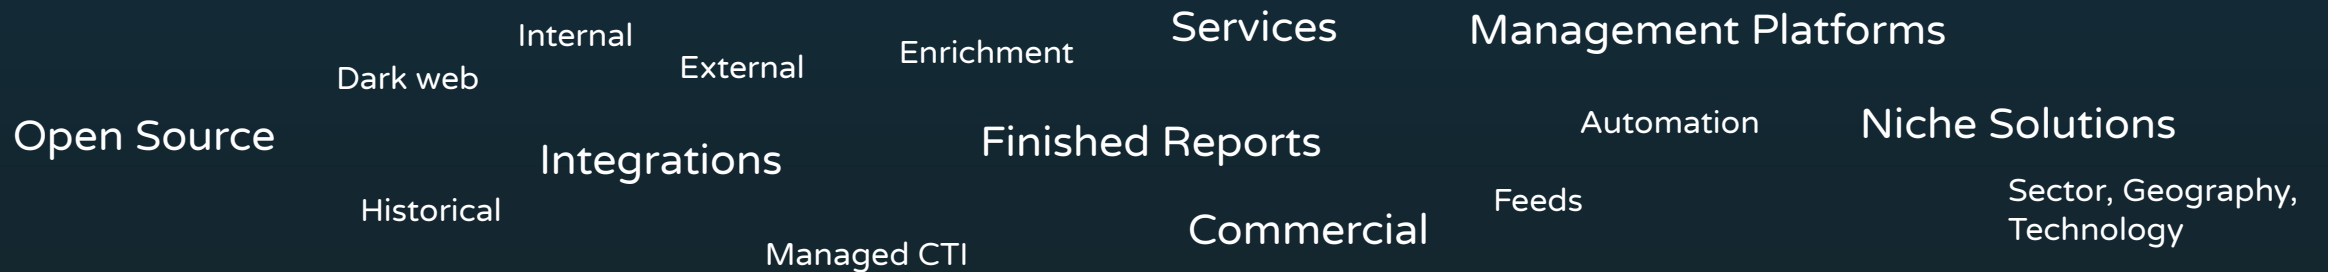 Services
Management Platforms
Internal
Enrichment
External
Dark web
Automation
Niche Solutions
Open Source
Finished Reports
Integrations
Sector, Geography,
Technology
Feeds
Historical
Commercial
Managed CTI